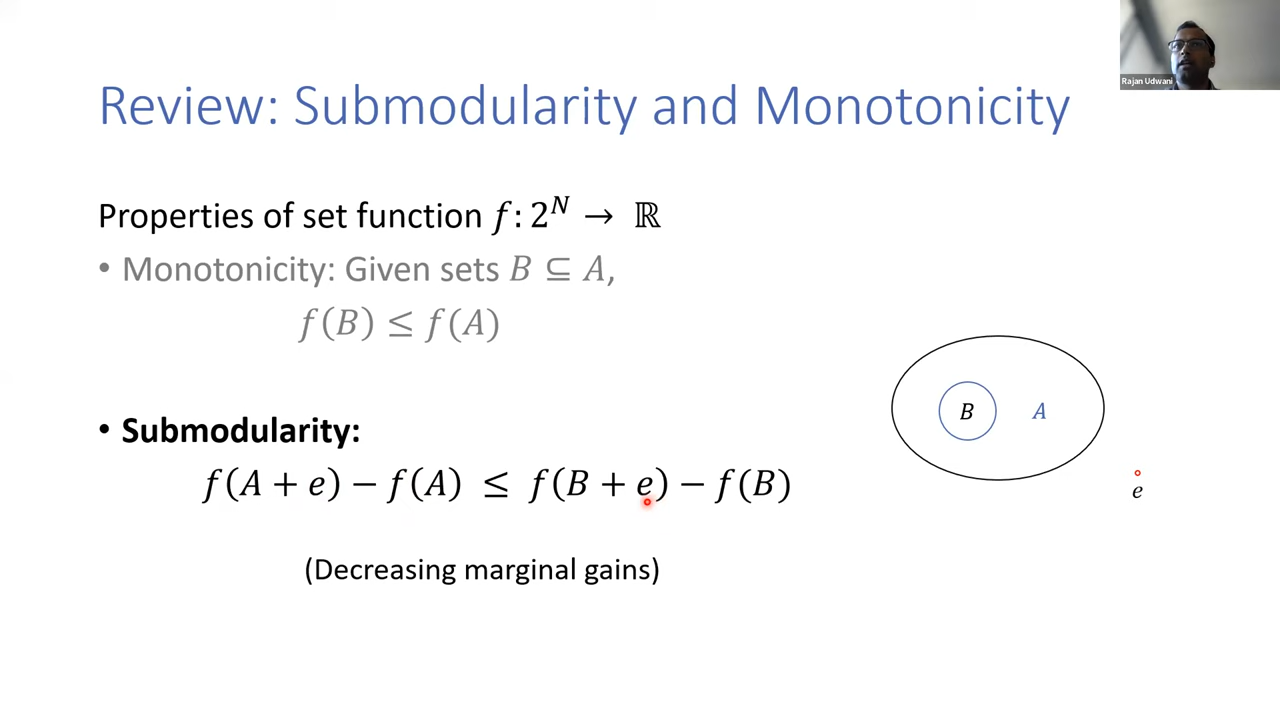 Rajan Udwani
Review: Submodularity and Monotonicity
Properties of set function f: 2^N → ℝ
• Monotonicity: Given sets B ⊆ A,
f(B) ≤ f(A)
• Submodularity:
f(A + e) − f(A) ≤ f(B + e) − f(B)
(Decreasing marginal gains)
B A
e